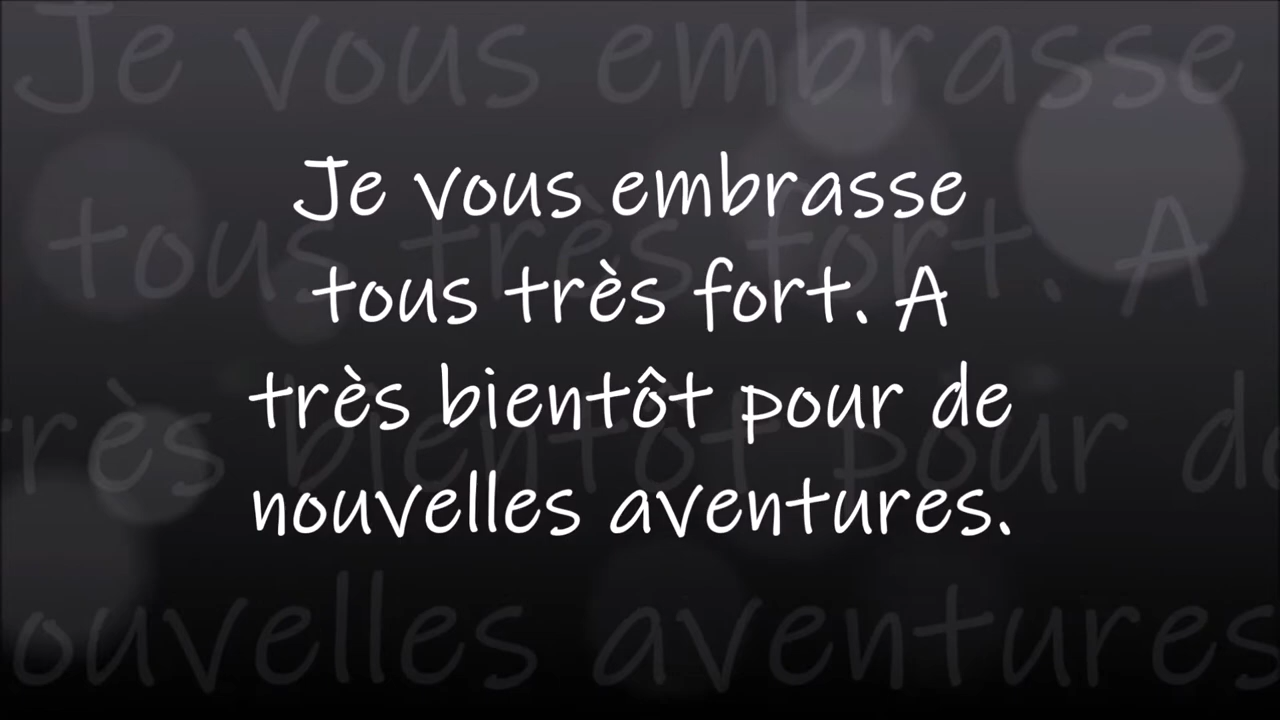 Je vous embrasse
tous très fort. A
très bientôt pour de
nouvelles aventures.